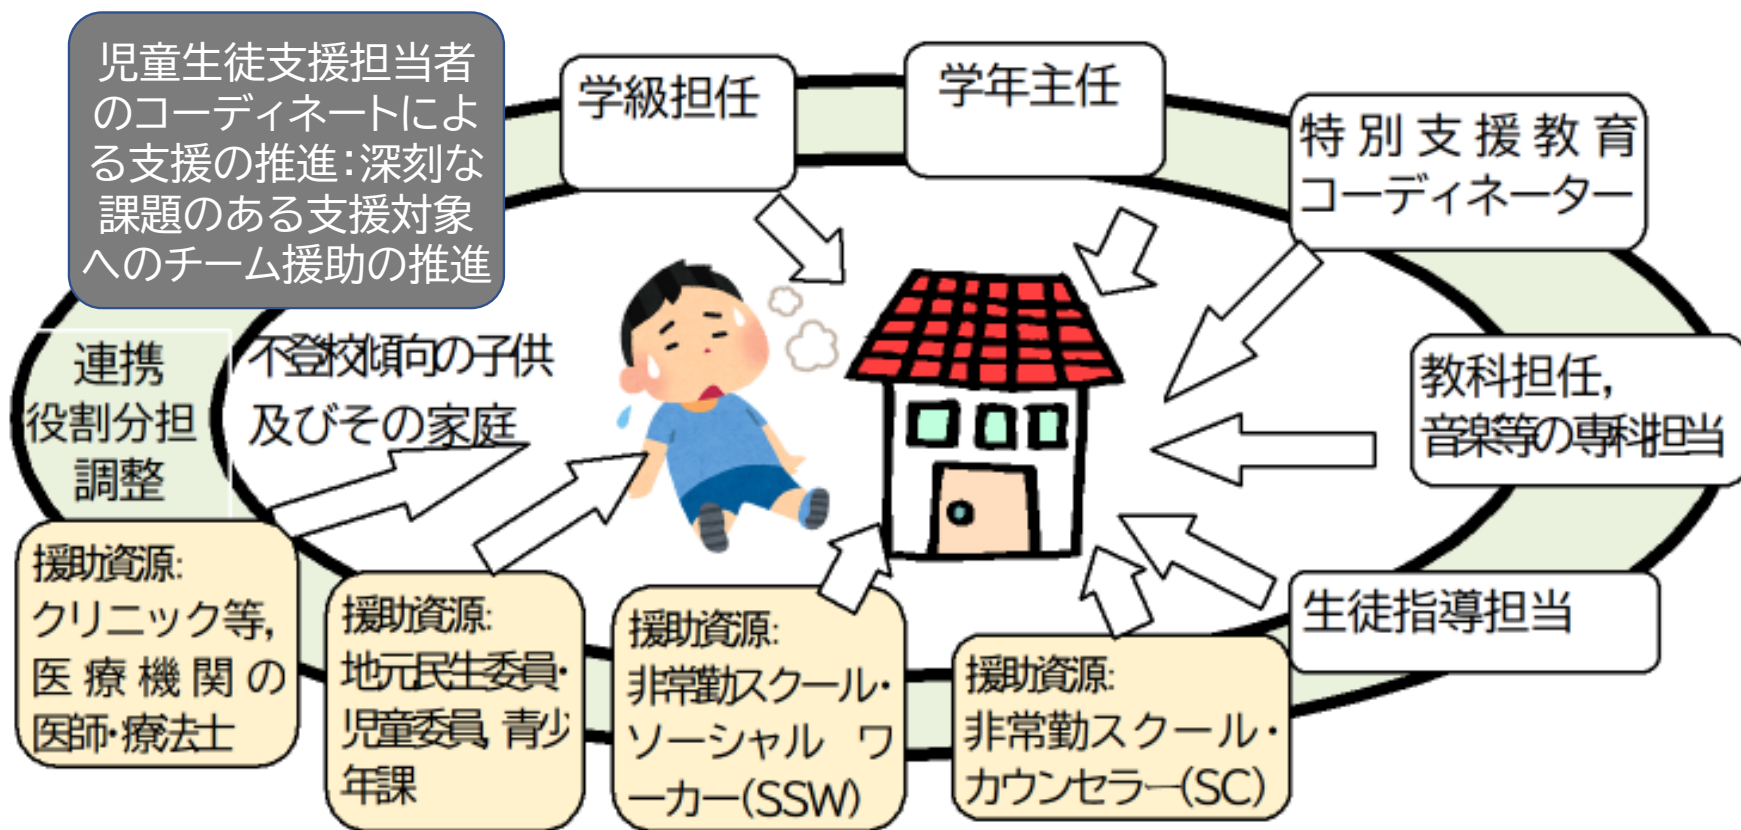 児童生徒支援担当者
のコーディネートによ
る支援の推進：深刻な
課題のある支援対象
へのチーム援助の推進
学級担任
学年主任
特別支援教育
コーディネーター
連携
役割分担
調整
不登校傾向の子供
及びその家庭
教科担任,
音楽等の専科担当
生徒指導担当
援助資源:
クリニック等,
医療機関の
医師・療法士
援助資源:
地元民生委員・
児童委員, 青少
年課
援助資源:
非常勤スクール・
ソーシャル ワ
ーカー(SSW)
援助資源:
非常勤スクール・
カウンセラー(SC)